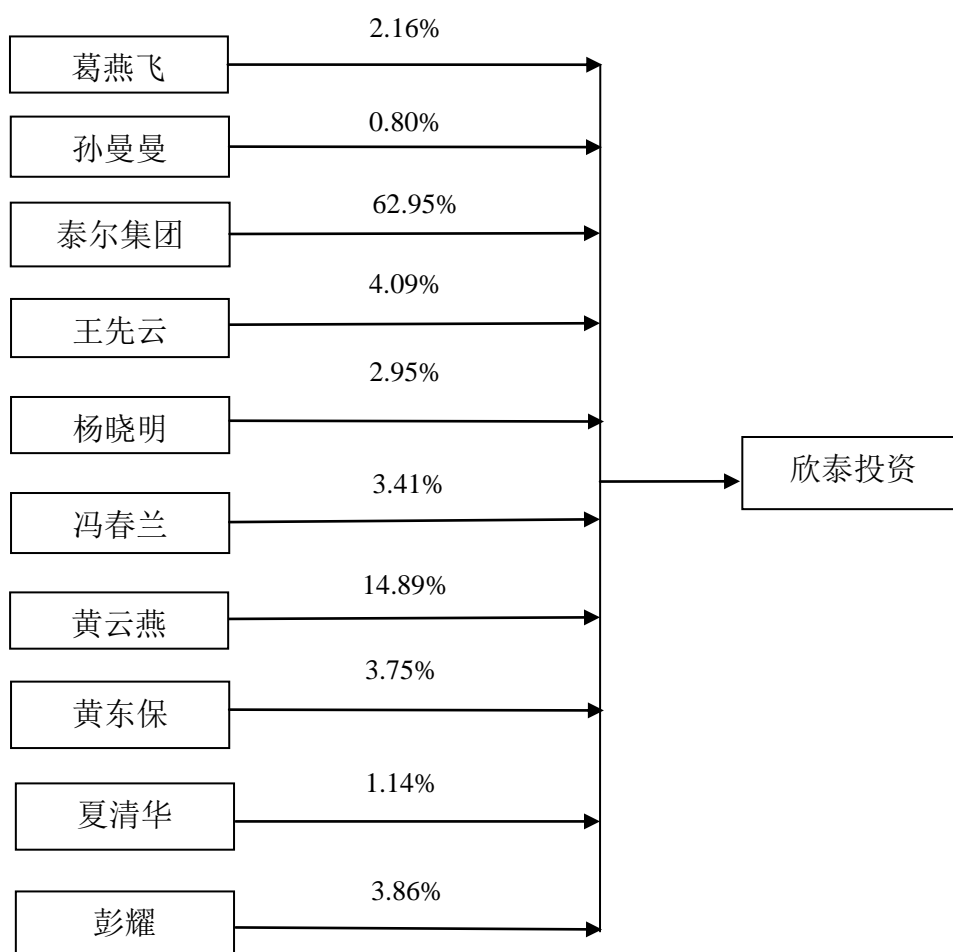 2.16%
葛燕飞
0.80%
孙曼曼
62.95%
泰尔集团
4.09%
王先云
2.95%
杨晓明
3.41%
冯春兰
欣泰投资
14.89%
黄云燕
3.75%
黄东保
1.14%
夏清华
3.86%
彭耀